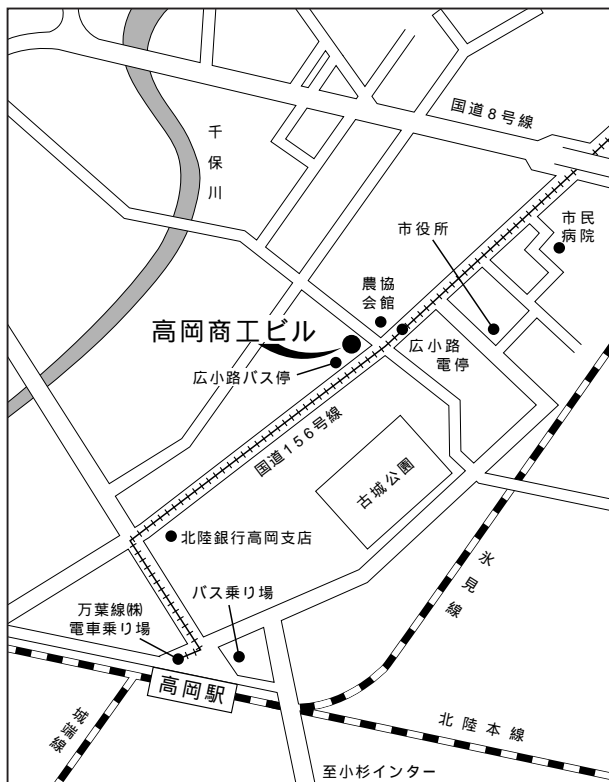 国道8号線
千保川
市民
病院
市役所
農協
会館
高岡商工ビル
広小路
電停
広小路バス停
国道156号線
古城公園
北陸銀行高岡支店
氷見線
バス乗り場
万葉線㈱
電車乗り場
高岡駅
城端線
北陸本線
至小杉インター